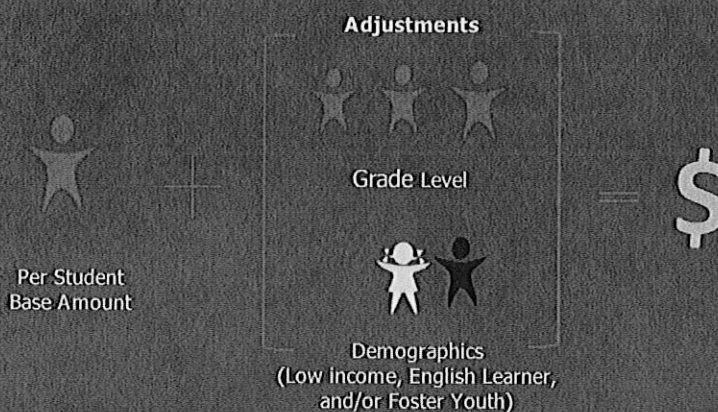 Adjustments
Grade Level
+
=
$
Per Student
Base Amount
Demographics
(Low income, English Learner,
and/or Foster Youth)